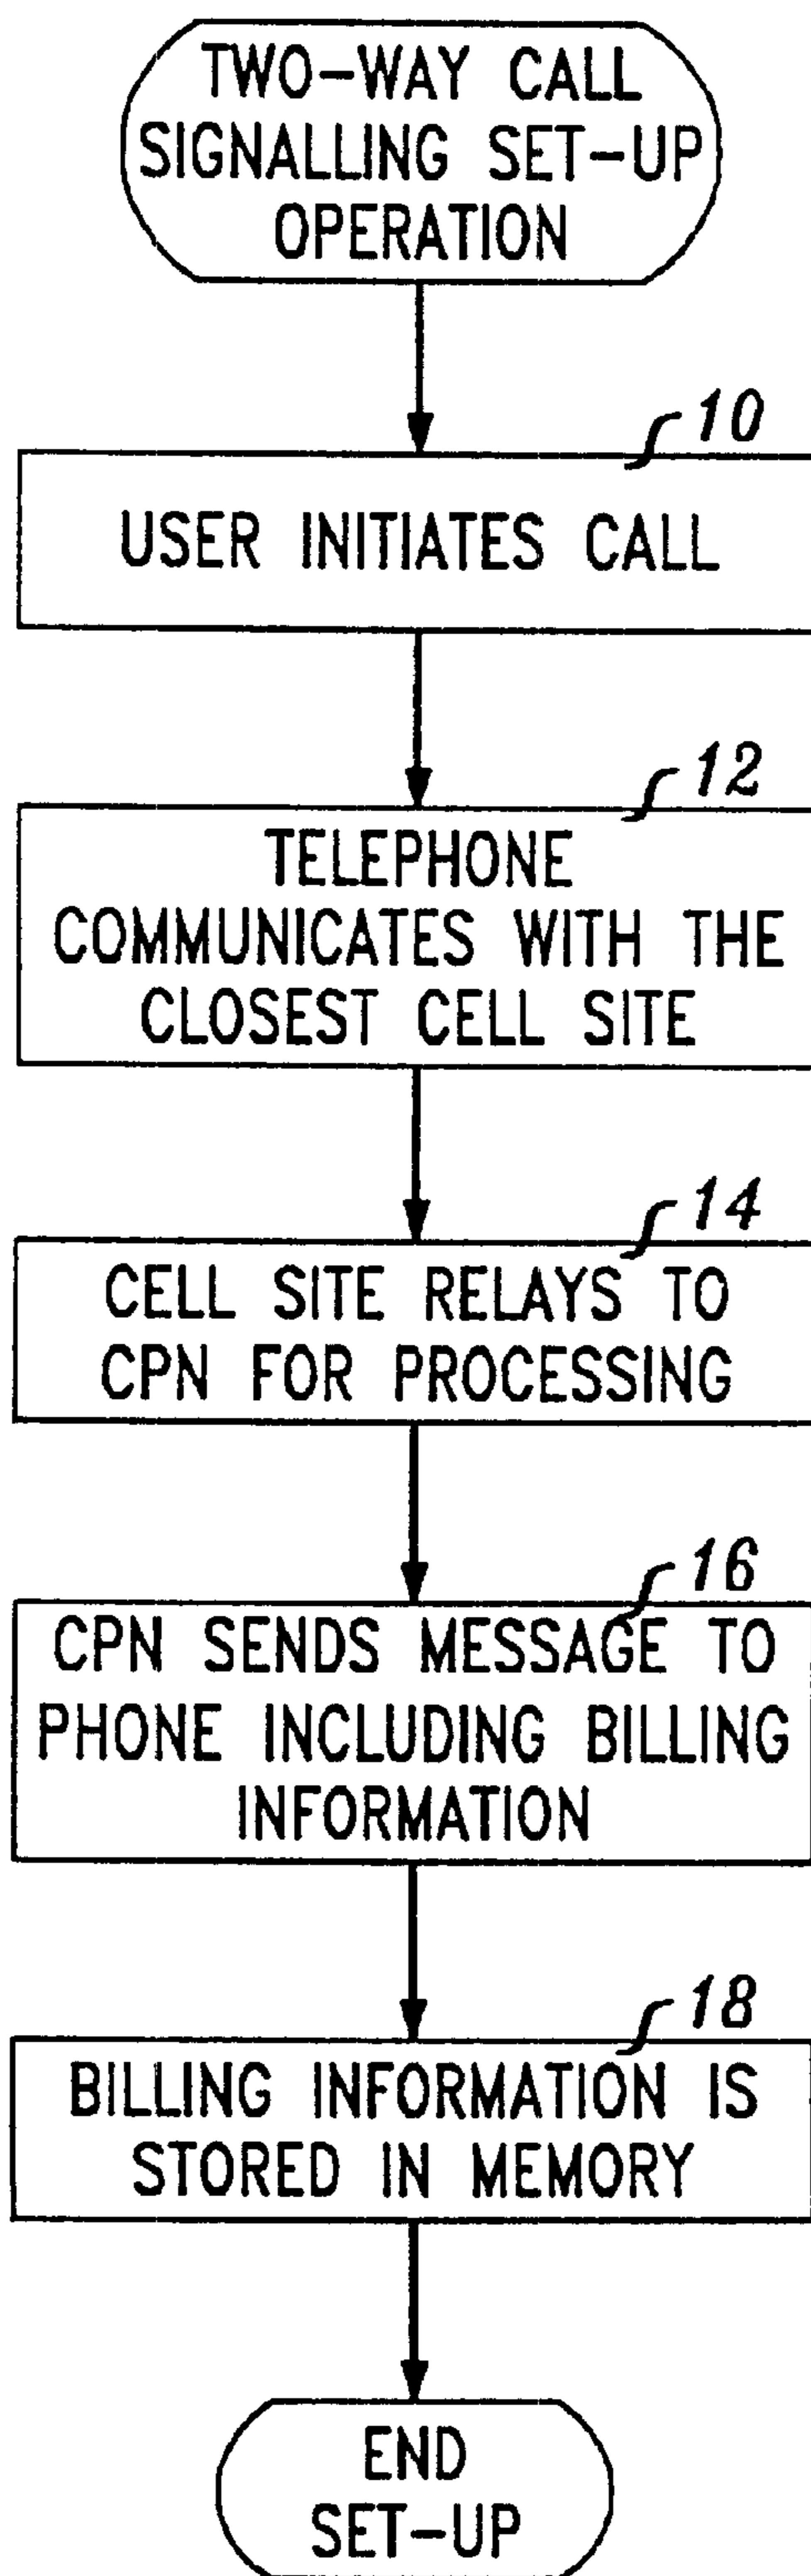 TWO-WAY CALL
SIGNALLING SET-UP
OPERATION
10
USER INITIATES CALL
12
TELEPHONE
COMMUNICATES WITH THE
CLOSEST CELL SITE
14
CELL SITE RELAYS TO
CPN FOR PROCESSING
16
CPN SENDS MESSAGE TO
PHONE INCLUDING BILLING
INFORMATION
18
BILLING INFORMATION IS
STORED IN MEMORY
END
SET-UP